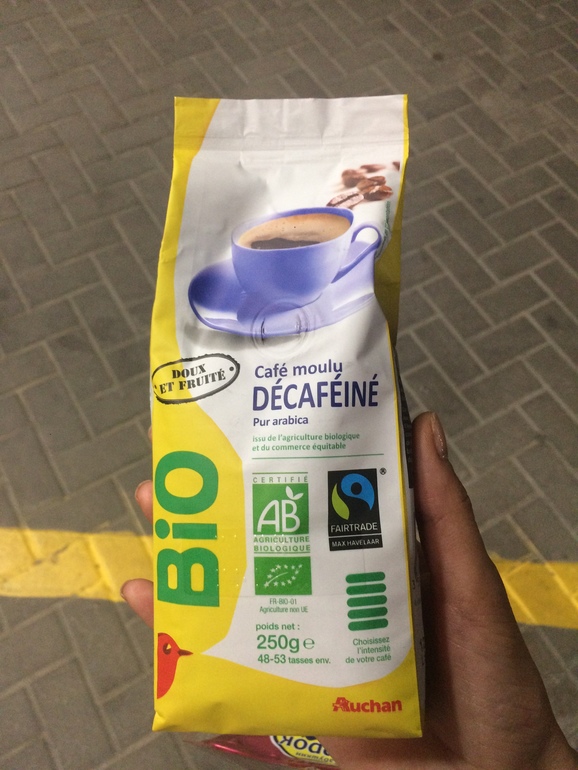 DOUX
ET FRUITÉ
Café moulu
DÉCAFÉINÉ
Pur arabica
issu de l'agriculture biologique
et du commerce équitable
BiO
CERTIFIÉ
AB
AGRICULTURE
BIOLOGIQUE
FAIRTRADE
®
MAX HAVELAAR
FR-BIO-01
Agriculture non UE
poids net :
250g e
48-53 tasses env.
Choisissez
l'intensité
de votre café
Auchan